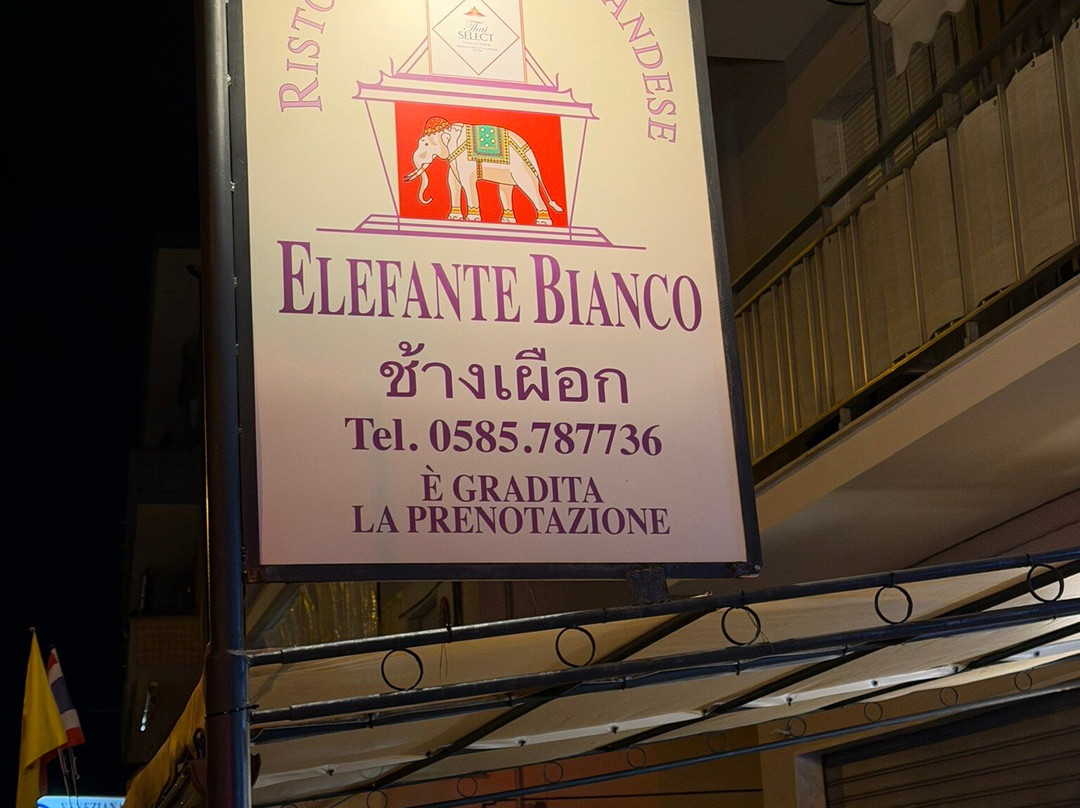 Thai
SELECT
ELEFANTE BIANCO
ช้างเผือก
Tel. 0585.787736
È GRADITA
LA PRENOTAZIONE